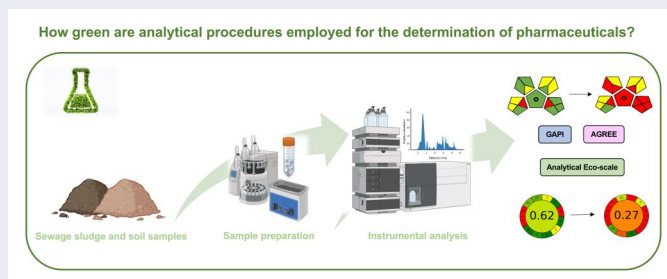 How green are analytical procedures employed for the determination of pharmaceuticals?
GAPI
AGREE
Analytical Eco-scale
0.62
0.27
Sewage sludge and soil samples
Sample preparation
Instrumental analysis